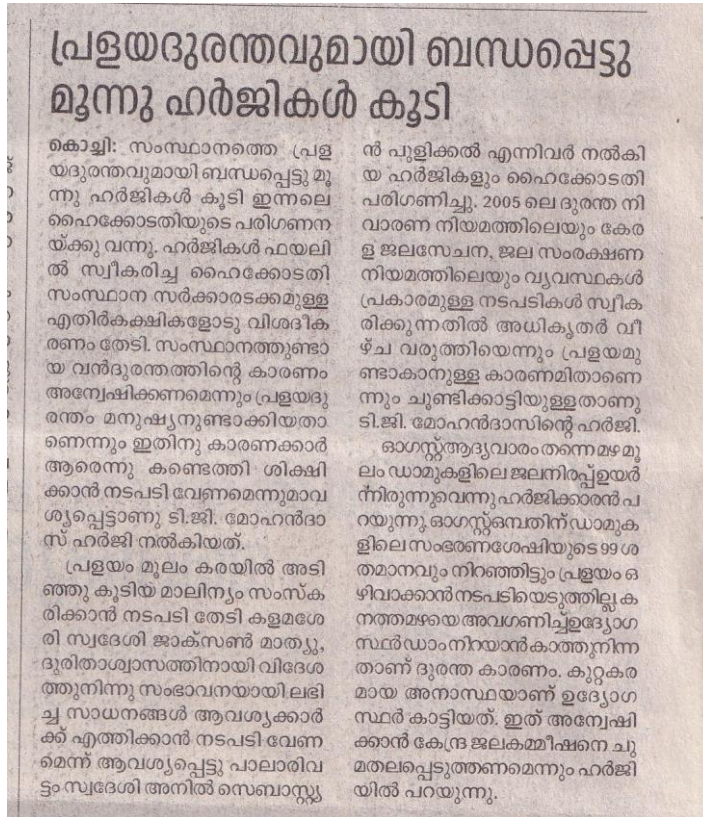 പ്രളയദുരന്തവുമായി ബന്ധപ്പെട്ടു
മൂന്നു ഹർജികൾ കൂടി
കൊച്ചി: സംസ്ഥാനത്തെ പ്രള
യദുരന്തവുമായി ബന്ധപ്പെട്ടു മൂ
ന്നു ഹർജികൾ കൂടി ഇന്നലെ
ഹൈക്കോടതിയുടെ പരിഗണന
യ്ക്കു വന്നു. ഹർജികൾ ഫയലി
ൽ സ്വീകരിച്ച ഹൈക്കോടതി
സംസ്ഥാന സർക്കാരടക്കമുള്ള
എതിർകക്ഷികളോടു വിശദീക
രണം തേടി. സംസ്ഥാനത്തുണ്ടാ
യ വൻദുരന്തത്തിന്റെ കാരണം
അന്വേഷിക്കണമെന്നും പ്രളയദു
രന്തം മനുഷ്യനുണ്ടാക്കിയതാ
ണെന്നും ഇതിനു കാരണക്കാർ
ആരെന്നു കണ്ടെത്തി ശിക്ഷി
ക്കാൻ നടപടി വേണമെന്നുമാവ
ശ്യപ്പെട്ടാണു ടി.ജി. മോഹൻദാ
സ് ഹർജി നൽകിയത്.
പ്രളയം മൂലം കരയിൽ അടി
ഞ്ഞു കൂടിയ മാലിന്യം സംസ്ക
രിക്കാൻ നടപടി തേടി കളമശേ
രി സ്വദേശി ജാക്സൺ മാത്യു,
ദുരിതാശ്വാസത്തിനായി വിദേശ
ത്തുനിന്നു സംഭാവനയായി ലഭി
ച്ച സാധനങ്ങൾ ആവശ്യക്കാർ
ക്ക് എത്തിക്കാൻ നടപടി വേണ
മെന്ന് ആവശ്യപ്പെട്ടു പാലാരിവ
ട്ടം സ്വദേശി അനിൽ സെബാസ്റ്റ്യ
ൻ പുളിക്കൽ എന്നിവർ നൽകി
യ ഹർജികളും ഹൈക്കോടതി
പരിഗണിച്ചു. 2005 ലെ ദുരന്ത നി
വാരണ നിയമത്തിലെയും കേര
ള ജലസേചന, ജല സംരക്ഷണ
നിയമത്തിലെയും വ്യവസ്ഥകൾ
പ്രകാരമുള്ള നടപടികൾ സ്വീക
രിക്കുന്നതിൽ അധികൃതർ വീ
ഴ്ച വരുത്തിയെന്നും പ്രളയമു
ണ്ടാകാനുള്ള കാരണമിതാണെ
ന്നും ചൂണ്ടിക്കാട്ടിയുള്ളതാണു
ടി.ജി. മോഹൻദാസിന്റെ ഹർജി.
ഓഗസ്റ്റ് ആദ്യവാരം തന്നെ മഴ മൂ
ലം ഡാമുകളിലെ ജലനിരപ്പ് ഉയർ
ന്നിരുന്നുവെന്നു ഹർജിക്കാരൻ പ
റയുന്നു. ഓഗസ്റ്റ് ഒമ്പതിന് ഡാമുക
ളിലെ സംഭരണശേഷിയുടെ 99 ശ
തമാനവും നിറഞ്ഞിട്ടും പ്രളയം ഒ
ഴിവാക്കാൻ നടപടിയെടുത്തില്ല. ക
നത്തമഴയെ അവഗണിച്ച് ഉദ്യോഗ
സ്ഥർ ഡാം നിറയാൻ കാത്തുനിന്ന
താണ് ദുരന്ത കാരണം. കുറ്റകര
മായ അനാസ്ഥയാണ് ഉദ്യോഗ
സ്ഥർ കാട്ടിയത്. ഇത് അന്വേഷി
ക്കാൻ കേന്ദ്ര ജലകമ്മീഷനെ ചു
മതലപ്പെടുത്തണമെന്നും ഹർജി
യിൽ പറയുന്നു.